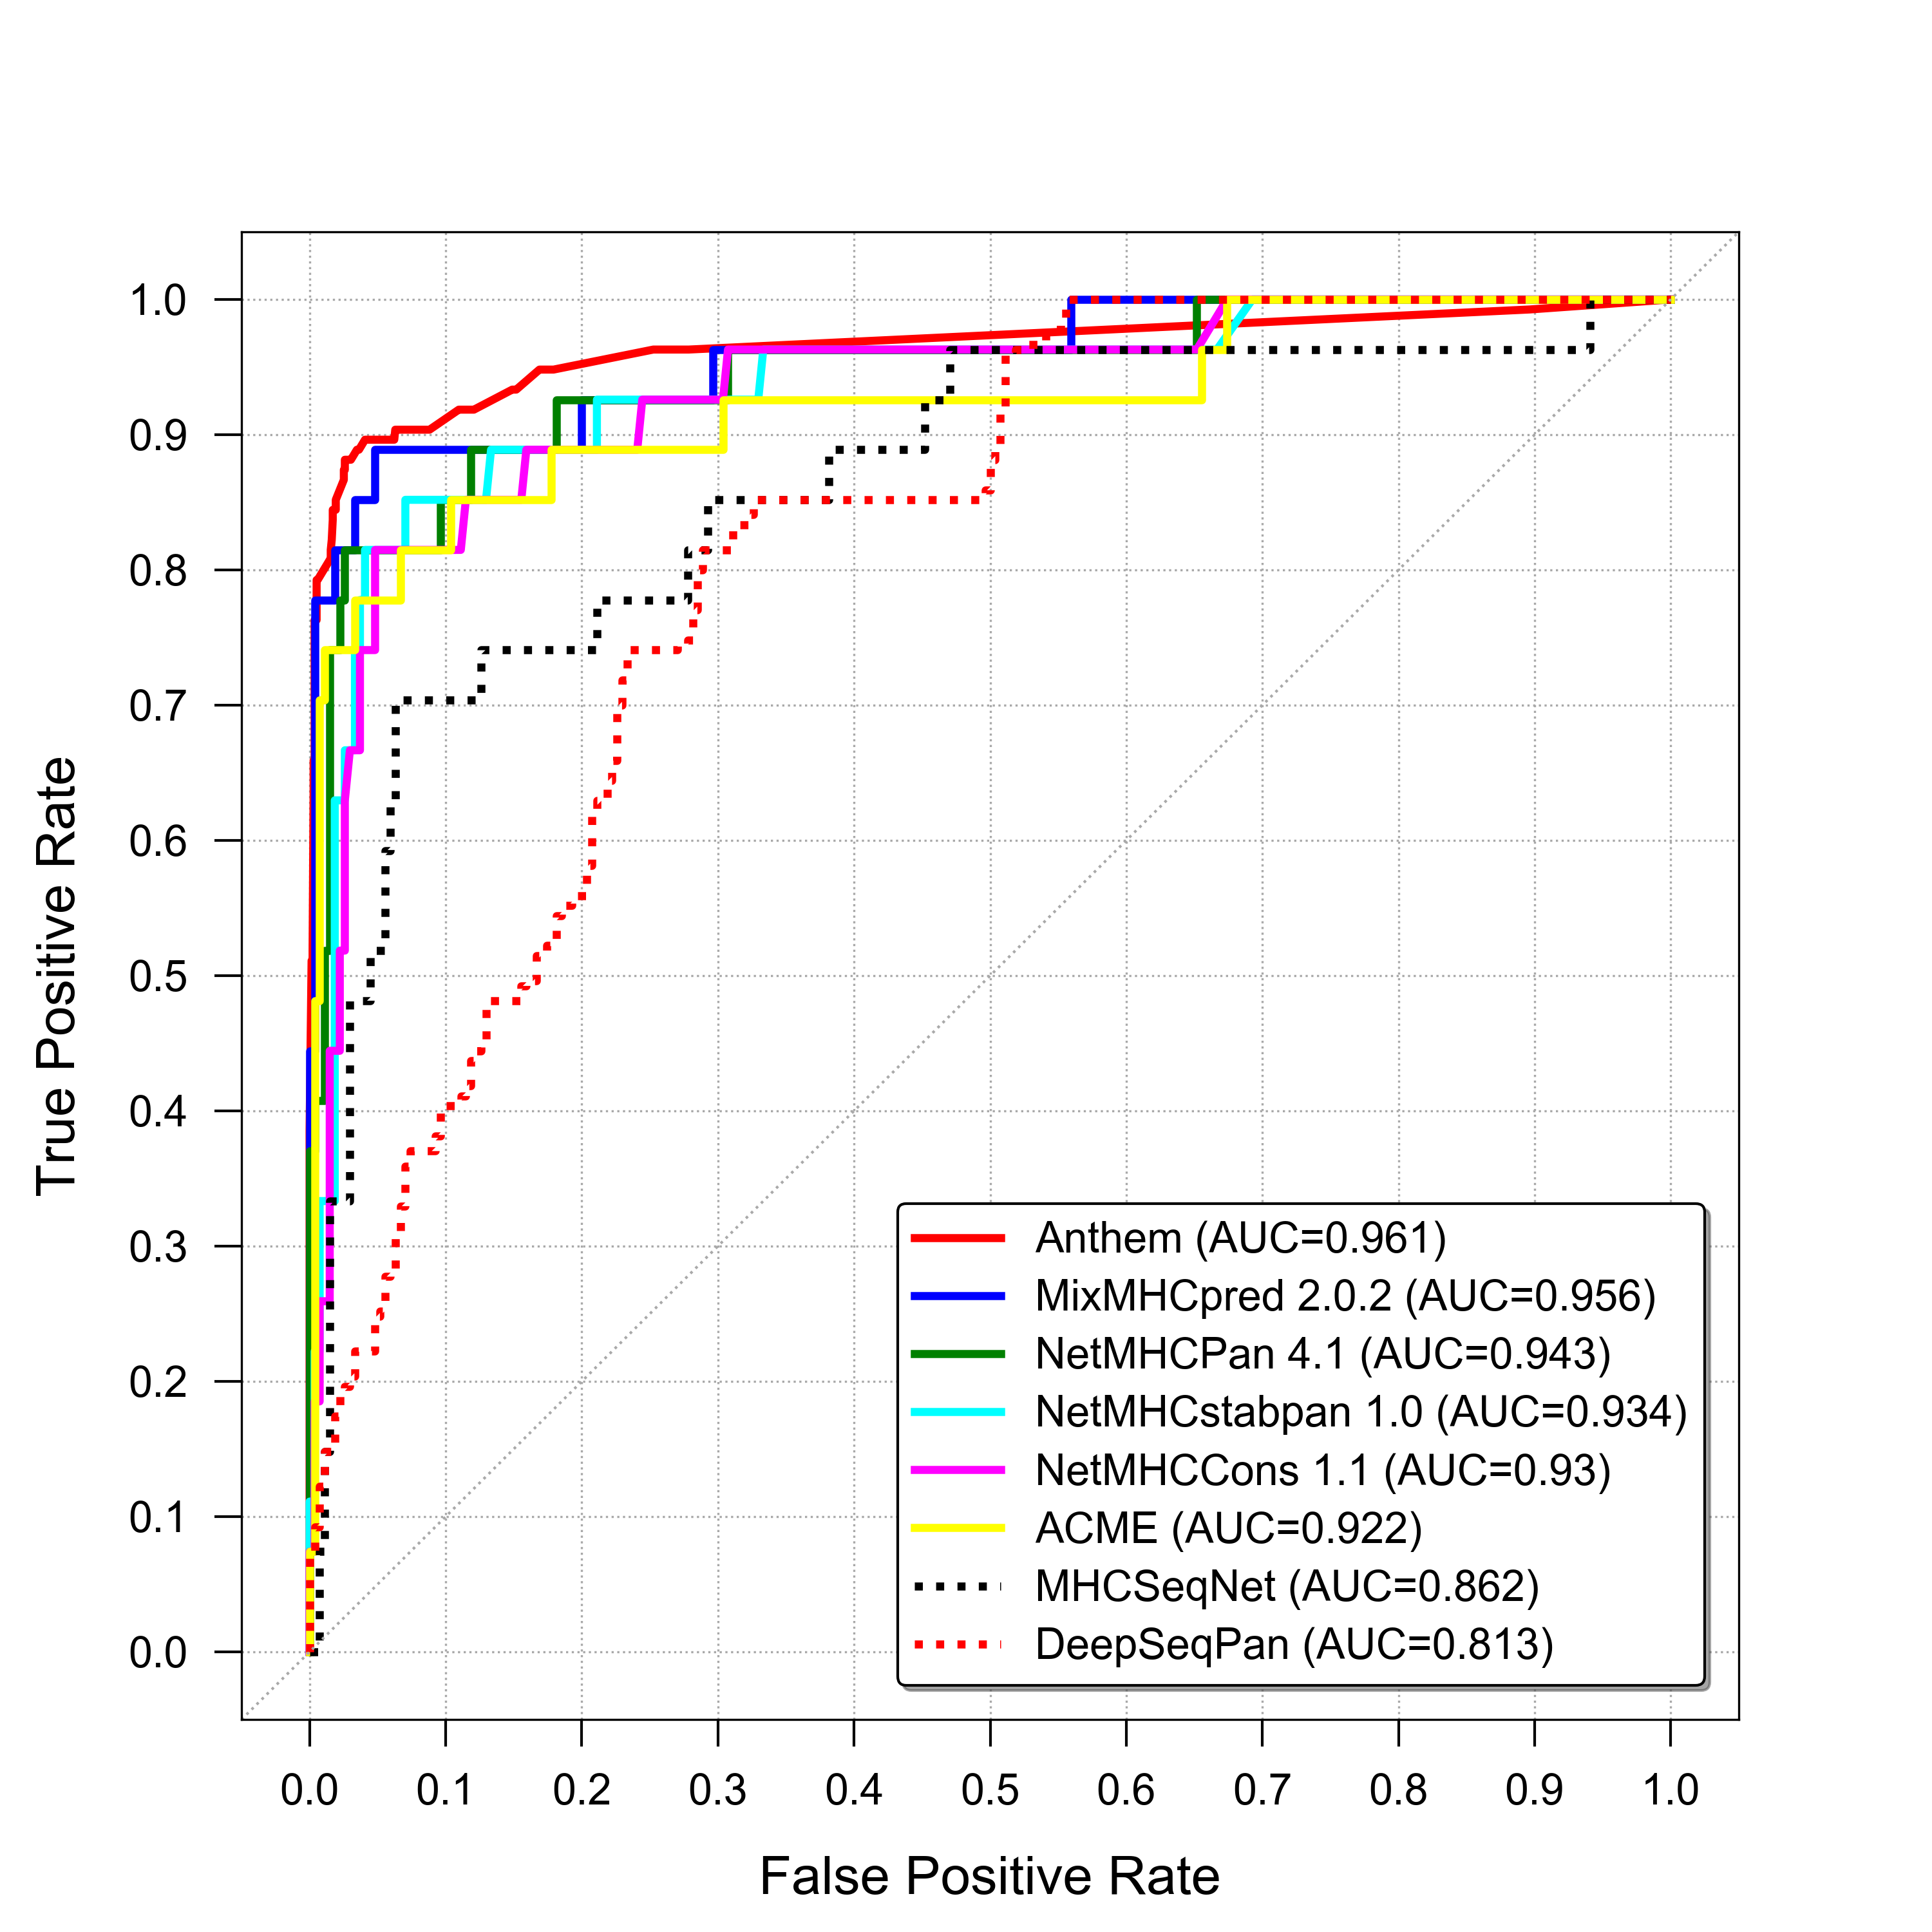 1.0
0.9
0.8
0.7
0.6
0.5
0.4
0.3
0.2
0.1
0.0
True Positive Rate
Anthem (AUC=0.961)
MixMHCpred 2.0.2 (AUC=0.956)
NetMHCPan 4.1 (AUC=0.943)
NetMHCstabpan 1.0 (AUC=0.934)
NetMHCCons 1.1 (AUC=0.93)
ACME (AUC=0.922)
MHCSeqNet (AUC=0.862)
DeepSeqPan (AUC=0.813)
0.0 0.1 0.2 0.3 0.4 0.5 0.6 0.7 0.8 0.9 1.0
False Positive Rate